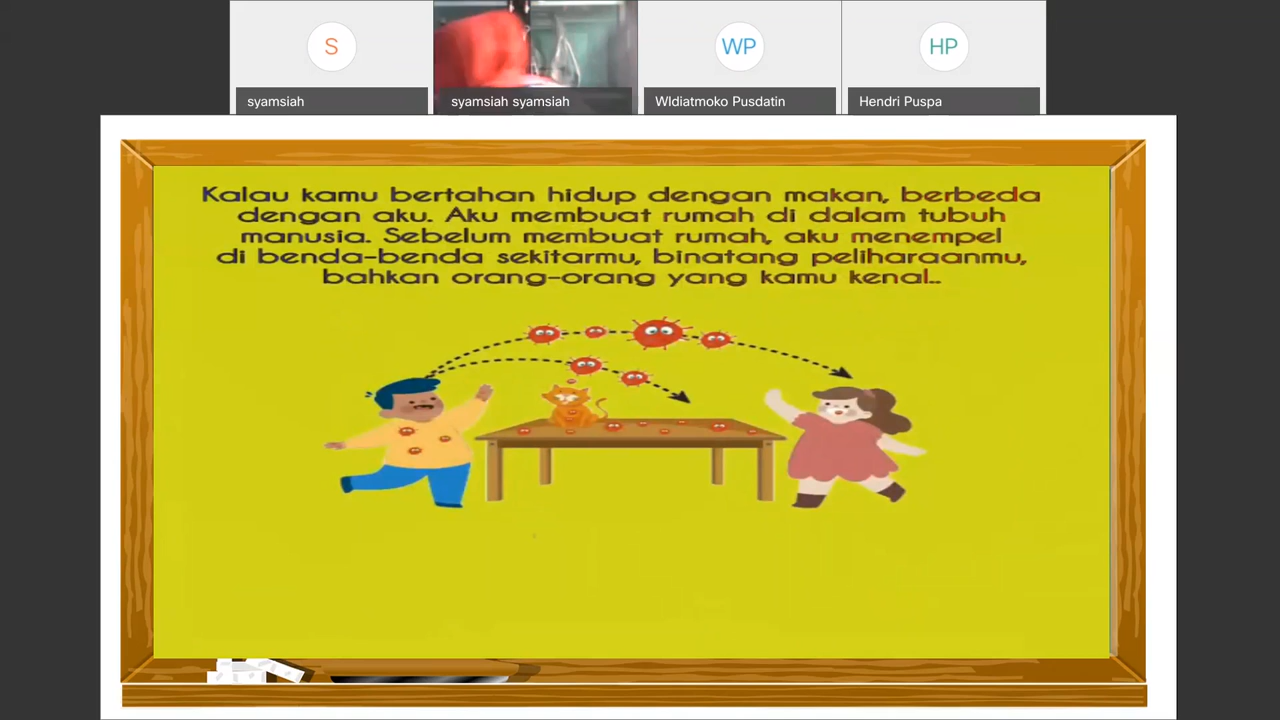 S
WP
HP
syamsiah
syamsiah syamsiah
WIdiatmoko Pusdatin
Hendri Puspa
Kalau kamu bertahan hidup dengan makan, berbeda
dengan aku. Aku membuat rumah di dalam tubuh
manusia. Sebelum membuat rumah, aku menempel
di benda-benda sekitarmu, binatang peliharaanmu,
bahkan orang-orang yang kamu kenal..